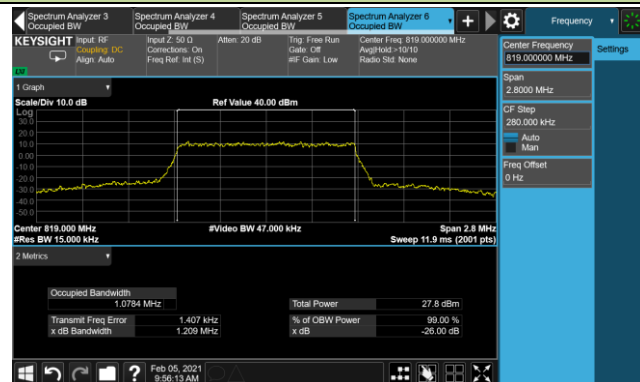 Spectrum Analyzer 3
Occupied BW
Spectrum Analyzer 4
Occupied BW
Spectrum Analyzer 5
Occupied BW
Spectrum Analyzer 6
Occupied BW
Frequency
KEYSIGHT
Input: RF
Coupling: DC
Align: Auto
Input Z: 50 Ω
Corrections: On
Freq Ref: Int (S)
Atten: 20 dB
Trig: Free Run
Gate: Off
#IF Gain: Low
Center Freq: 819.000000 MHz
Avg|Hold:>10/10
Radio Std: None
Center Frequency
819.000000 MHz
Settings
Span
2.8000 MHz
CF Step
280.000 kHz
Auto
Man
Freq Offset
0 Hz
1 Graph
Scale/Div 10.0 dB
Ref Value 40.00 dBm
Log
30.0
20.0
10.0
0.00
-10.0
-20.0
-30.0
-40.0
-50.0
Center 819.000 MHz
#Video BW 47.000 kHz
Span 2.8 MHz
#Res BW 15.000 kHz
Sweep 11.9 ms (2001 pts)
2 Metrics
Occupied Bandwidth
1.0784 MHz
Total Power
27.8 dBm
Transmit Freq Error
1.407 kHz
% of OBW Power
99.00 %
x dB Bandwidth
1.209 MHz
x dB
-26.00 dB
Feb 05, 2021
9:56:13 AM